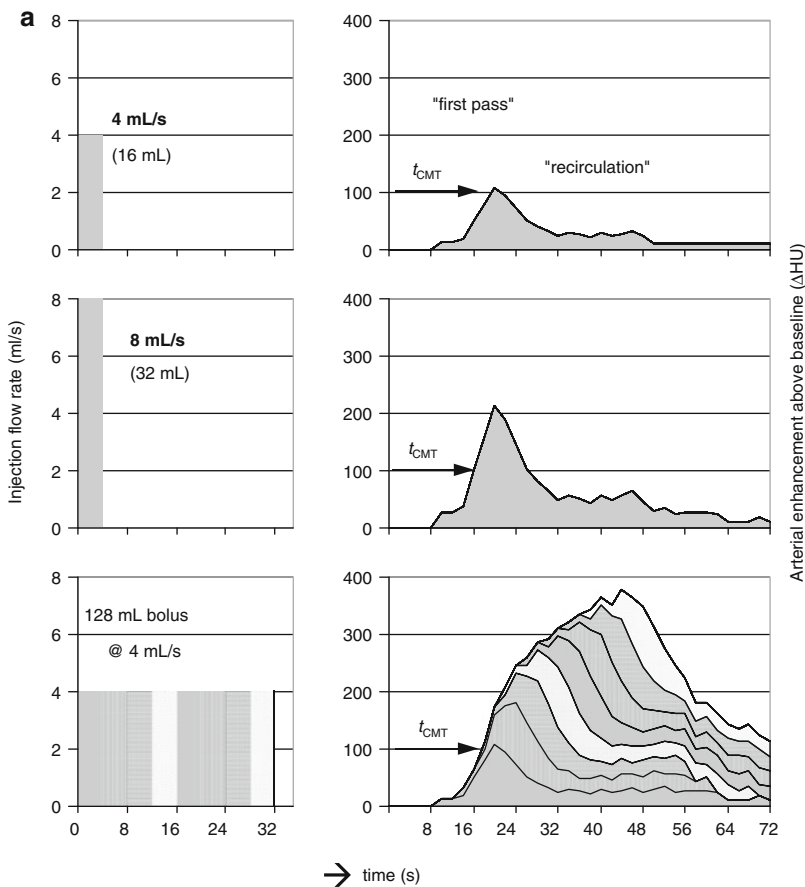 a
Injection flow rate (ml/s)
8
6
4
2
0
4 mL/s
(16 mL)
400
300
200
100
0
"first pass"
"recirculation"
tCMT
8
6
4
2
0
8 mL/s
(32 mL)
400
300
200
100
0
tCMT
8
6
4
2
0
128 mL bolus
@ 4 mL/s
0 8 16 24 32
400
300
200
100
0
tCMT
8 16 24 32 40 48 56 64 72
Arterial enhancement above baseline (ΔHU)
time (s)